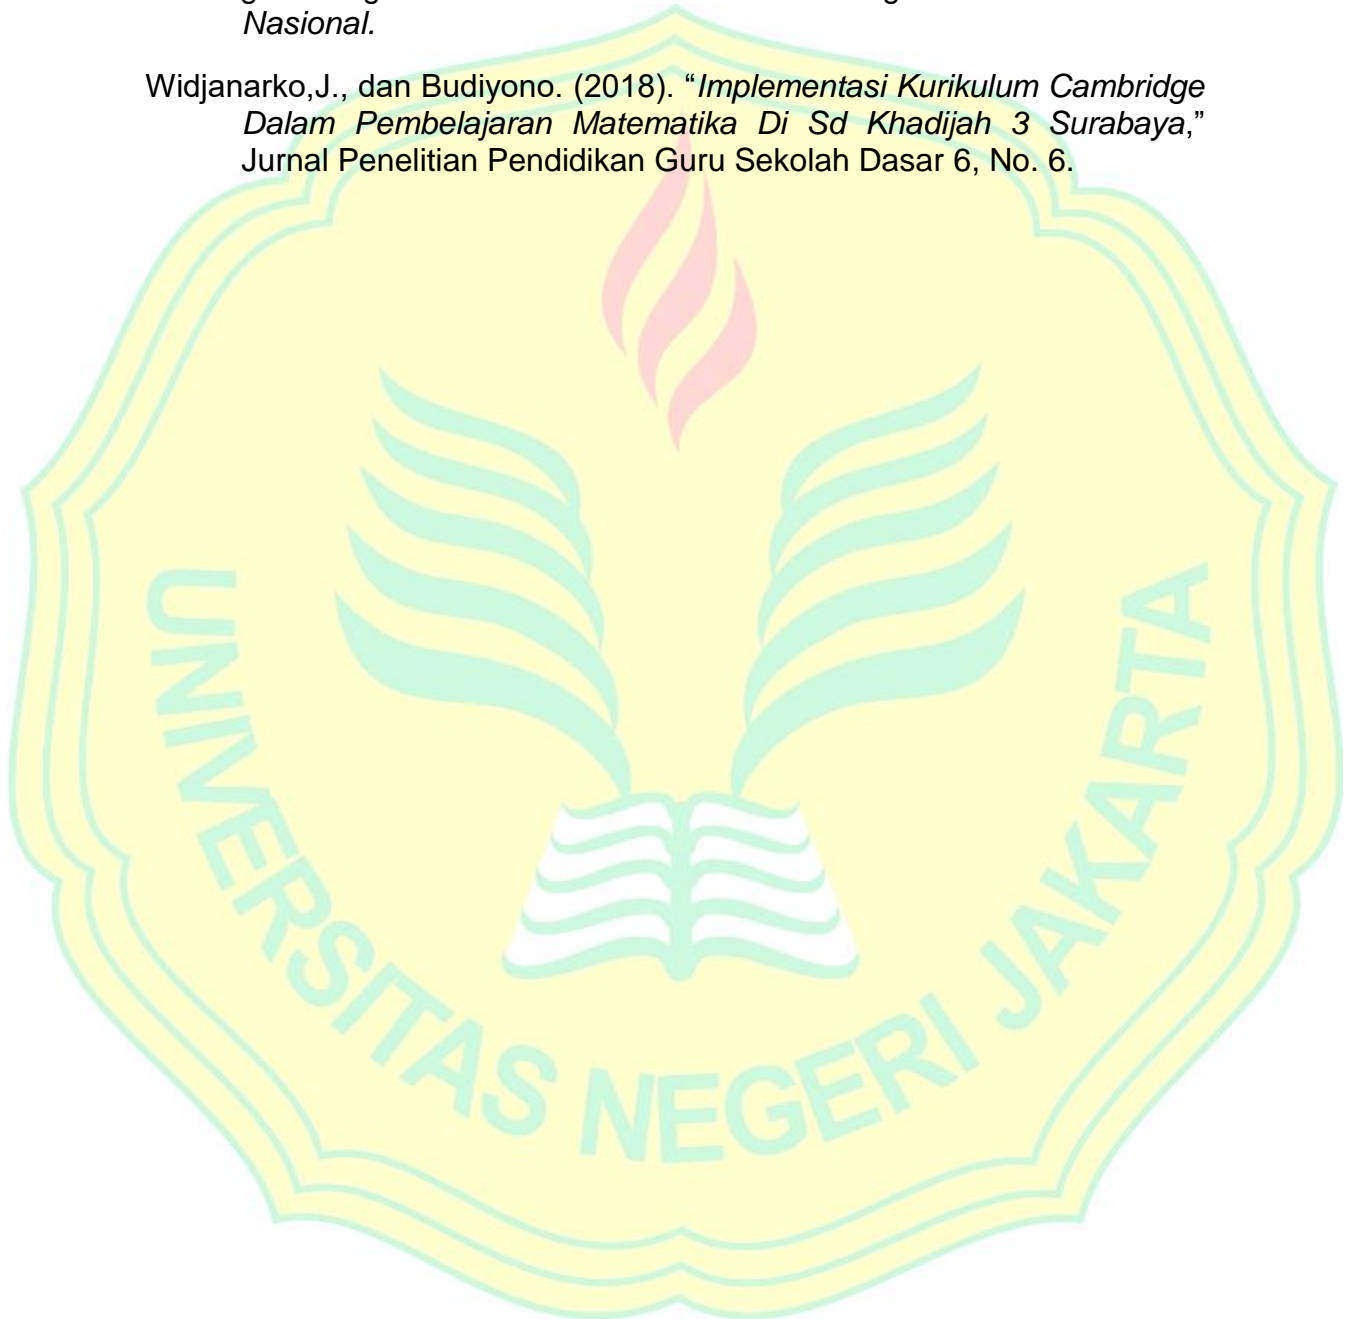 Nasional.
Widjanarko,J., dan Budiyono. (2018). “Implementasi Kurikulum Cambridge
Dalam Pembelajaran Matematika Di Sd Khadijah 3 Surabaya,”
Jurnal Penelitian Pendidikan Guru Sekolah Dasar 6, No. 6.
UNIVERSITAS NEGERI JAKARTA